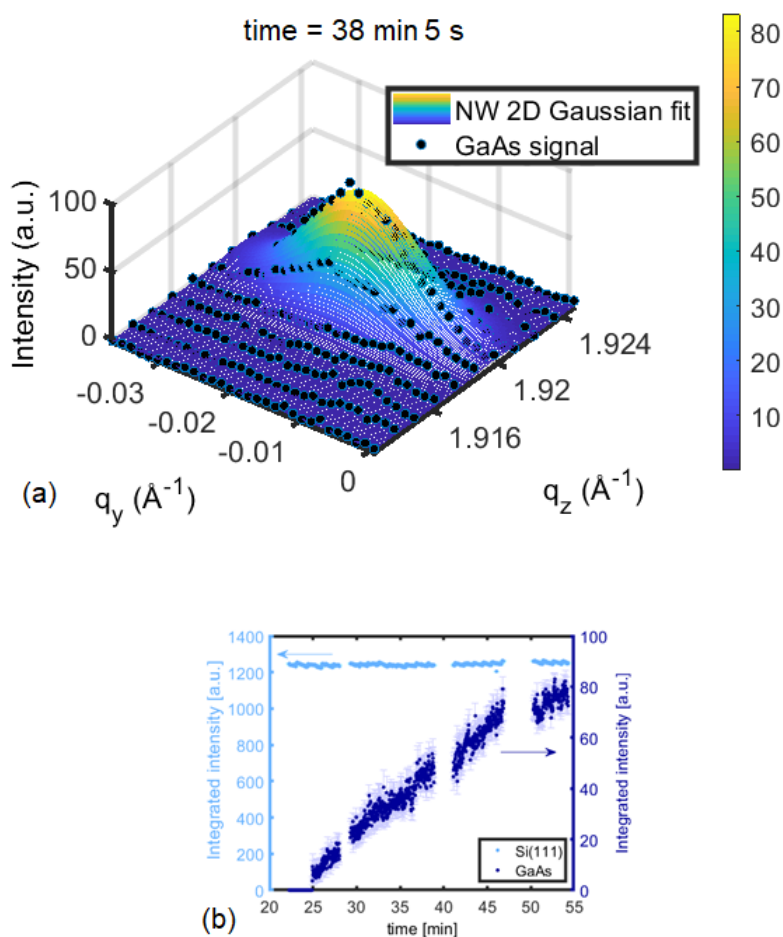 time = 38 min 5 s
80
70
60
50
40
30
20
10
NW 2D Gaussian fit
GaAs signal
Intensity (a.u.)
100
50
0
-0.03
-0.02
-0.01
0
1.916
1.92
1.924
(a)
q_y (Å^-1)
q_z (Å^-1)
1400
1200
1000
800
600
400
200
0
Integrated intensity [a.u.]
100
80
60
40
20
0
Integrated intensity [a.u.]
Si(111)
GaAs
20 25 30 35 40 45 50 55
time [min]
(b)